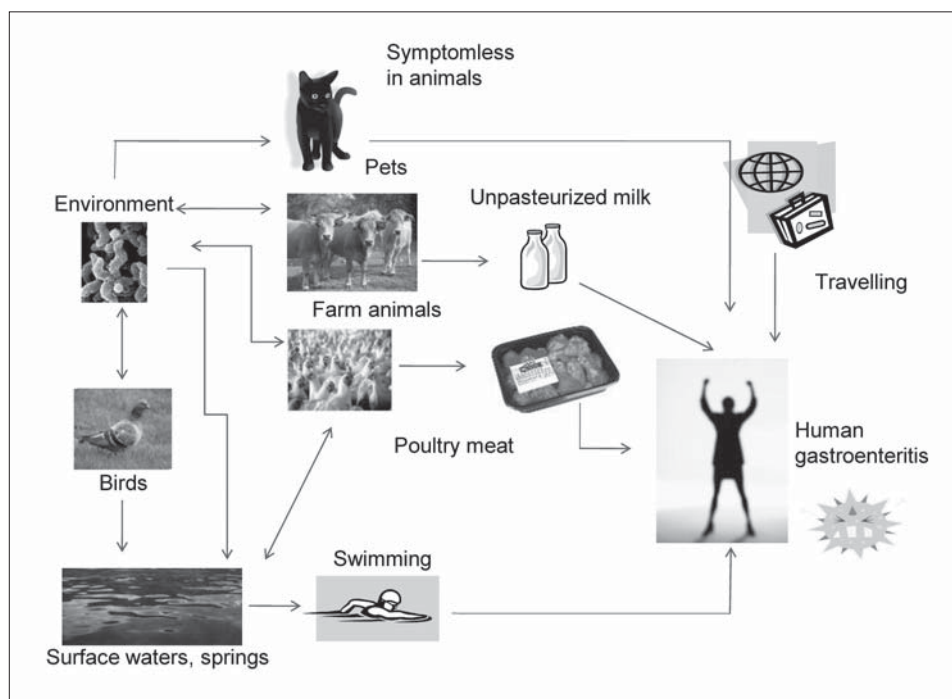 Symptomless
in animals
Pets
Environment
Unpasteurized milk
Travelling
Farm animals
Poultry meat
Human
gastroenteritis
Birds
Swimming
Surface waters, springs